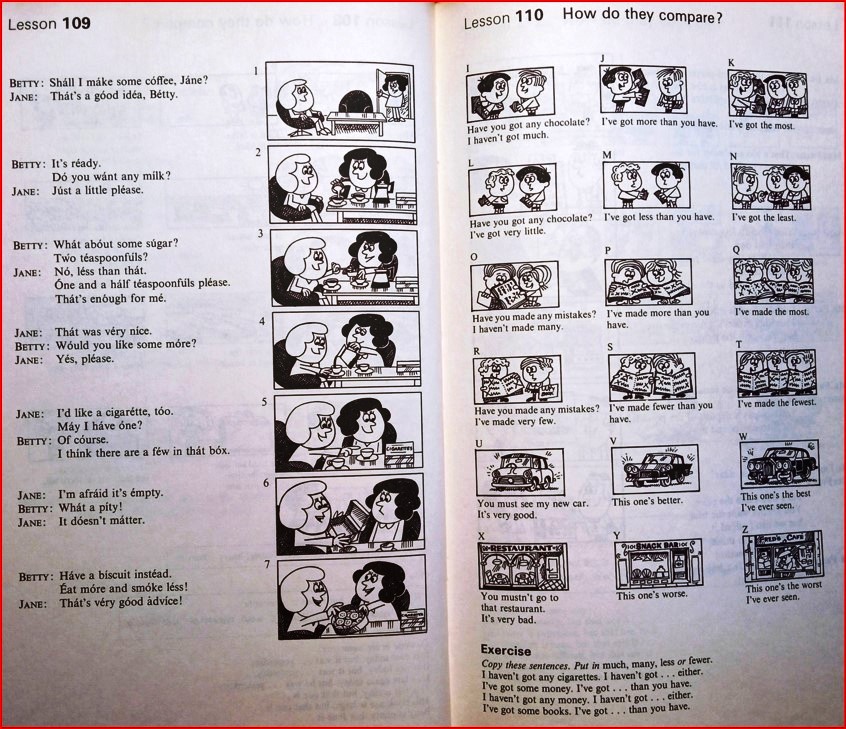 Lesson 109
BETTY: Sháll I máke some cóffee, Jáne?
JANE: Thát's a góod idéa, Bétty.
1
BETTY: It's réady.
Dó you want any mílk?
JANE: Júst a little pléase.
2
BETTY: Whát abóut some súgar?
Twó téaspoonfúls?
JANE: Nó, léss than thát.
Óne and a hálf téaspoonfuls pléase.
Thát's enóugh for mé.
3
JANE: Thát was véry nice.
BETTY: Wóuld you like some móre?
JANE: Yés, pléase.
4
JANE: I'd líke a cigarétte, tóo.
Máy I háve óne?
BETTY: Of cóurse.
I think there are a féw in thát bóx.
5
CIGARETTES
JANE: I'm afráid it's émpty.
BETTY: Whát a píty!
JANE: It dóesn't mátter.
6
BETTY: Háve a bíscuit instéad.
Éat móre and smóke léss!
JANE: Thát's véry góod ádvíce!
7
Lesson 110 How do they compare?
I
Have you got any chocolate?
I haven't got much.
J
I've got more than you have.
K
I've got the most.
L
Have you got any chocolate?
I've got very little.
M
I've got less than you have.
N
I've got the least.
O
Have you made any mistakes?
I haven't made many.
P
I've made more than you
have.
Q
I've made the most.
R
Have you made any mistakes?
I've made very few.
S
I've made fewer than you
have.
T
I've made the fewest.
U
You must see my new car.
It's very good.
V
This one's better.
W
This one's the best
I've ever seen.
X
RESTAURANT
You mustn't go to
that restaurant.
It's very bad.
Y
SNACK BAR
This one's worse.
Z
FRED'S CAFE
This one's the worst
I've ever seen.
Exercise
Copy these sentences. Put in much, many, less or fewer.
I haven't got any cigarettes. I haven't got . . . either.
I've got some money. I've got . . . than you have.
I haven't got any money. I haven't got . . . either.
I've got some books. I've got . . . than you have.